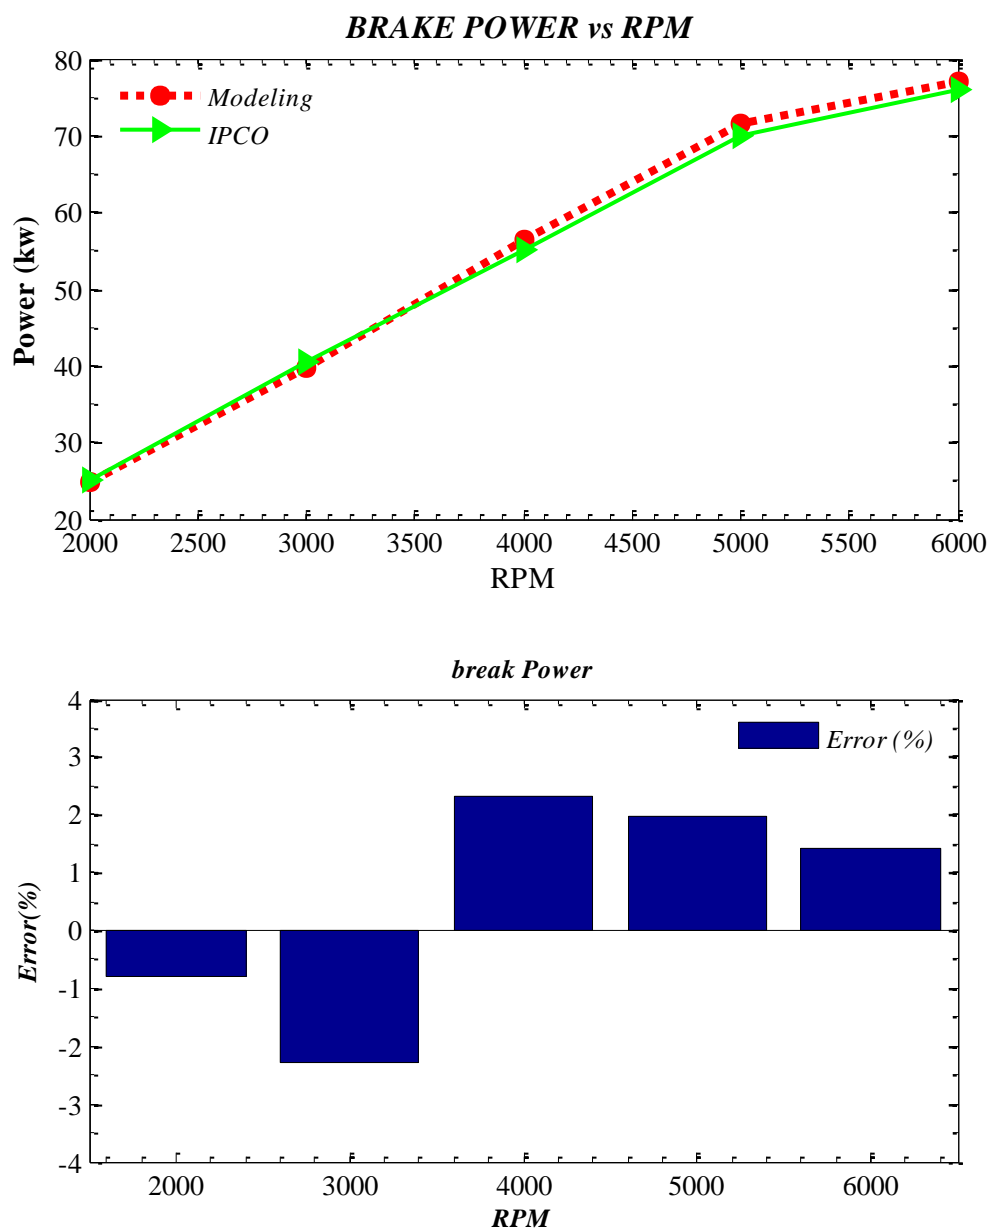 BRAKE POWER vs RPM
80
70
60
50
40
30
20
Power (kw)
Modeling
IPCO
2000 2500 3000 3500 4000 4500 5000 5500 6000
RPM
break Power
4
3
2
1
0
-1
-2
-3
-4
Error(%)
Error (%)
2000 3000 4000 5000 6000
RPM